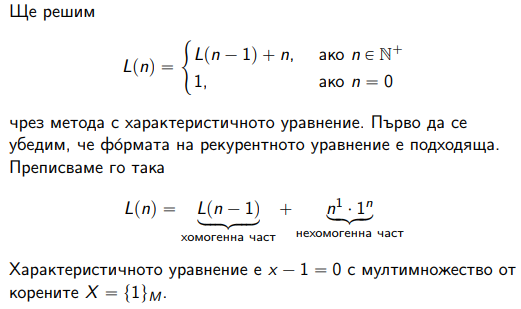 Ще решим
L(n) = { L(n − 1) + n, ако n ∈ ℕ⁺
1, ако n = 0
чрез метода с характеристичното уравнение. Първо да се
убедим, че фо́рмата на рекурентното уравнение е подходяща.
Преписваме го така
L(n) = L(n − 1) + n¹ · 1ⁿ
хомогенна част нехомогенна част
Характеристичното уравнение е x − 1 = 0 с мултимножество от
корените X = {1}_M.